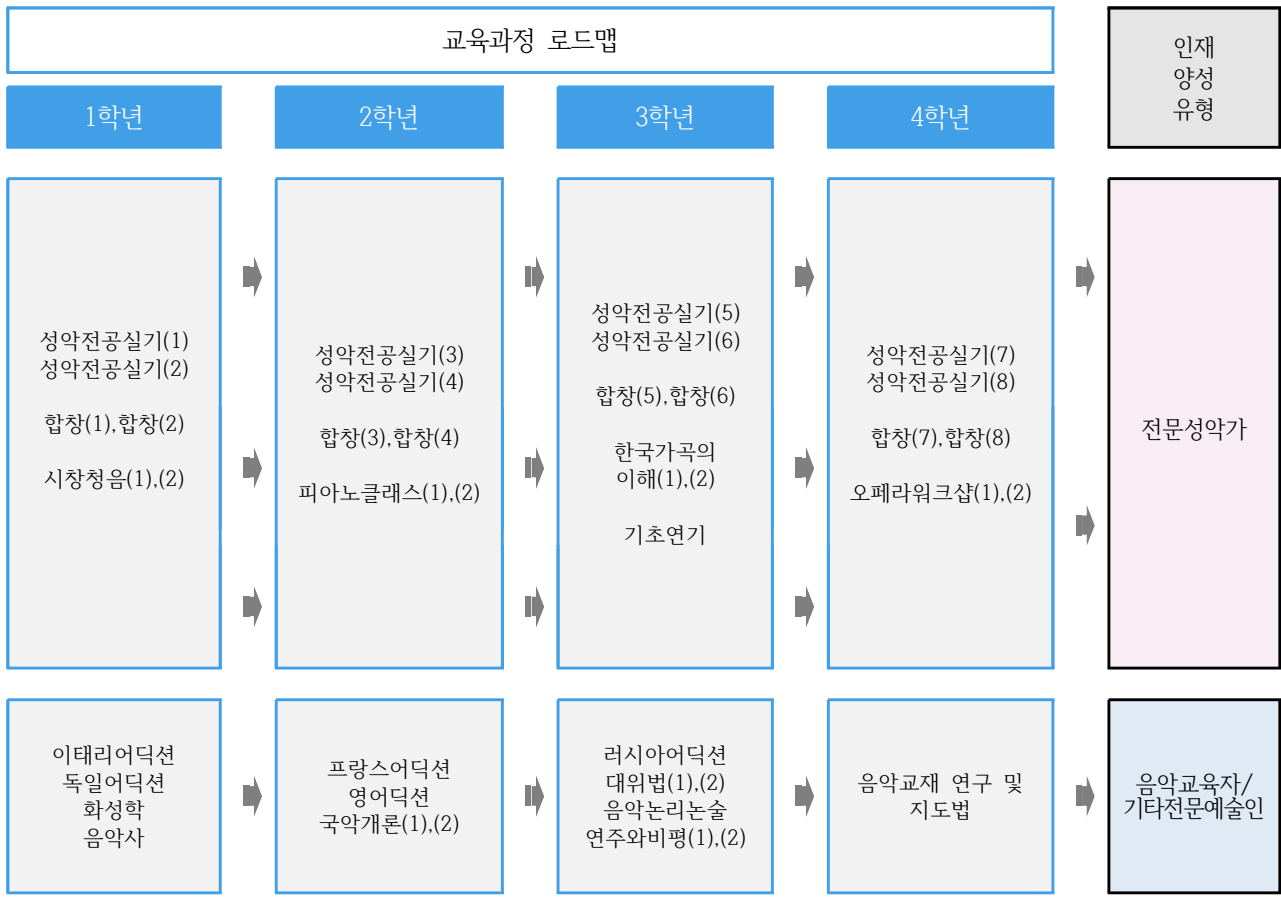 교육과정 로드맵
인재
양성
유형
1학년
2학년
3학년
4학년
성악전공실기(1)
성악전공실기(2)
합창(1),합창(2)
시창청음(1),(2)
성악전공실기(3)
성악전공실기(4)
합창(3),합창(4)
피아노클래스(1),(2)
성악전공실기(5)
성악전공실기(6)
합창(5),합창(6)
한국가곡의
이해(1),(2)
기초연기
성악전공실기(7)
성악전공실기(8)
합창(7),합창(8)
오페라워크샵(1),(2)
전문성악가
이태리어딕션
독일어딕션
화성학
음악사
프랑스어딕션
영어딕션
국악개론(1),(2)
러시아어딕션
대위법(1),(2)
음악논리논술
연주와비평(1),(2)
음악교재 연구 및
지도법
음악교육자/
기타전문예술인